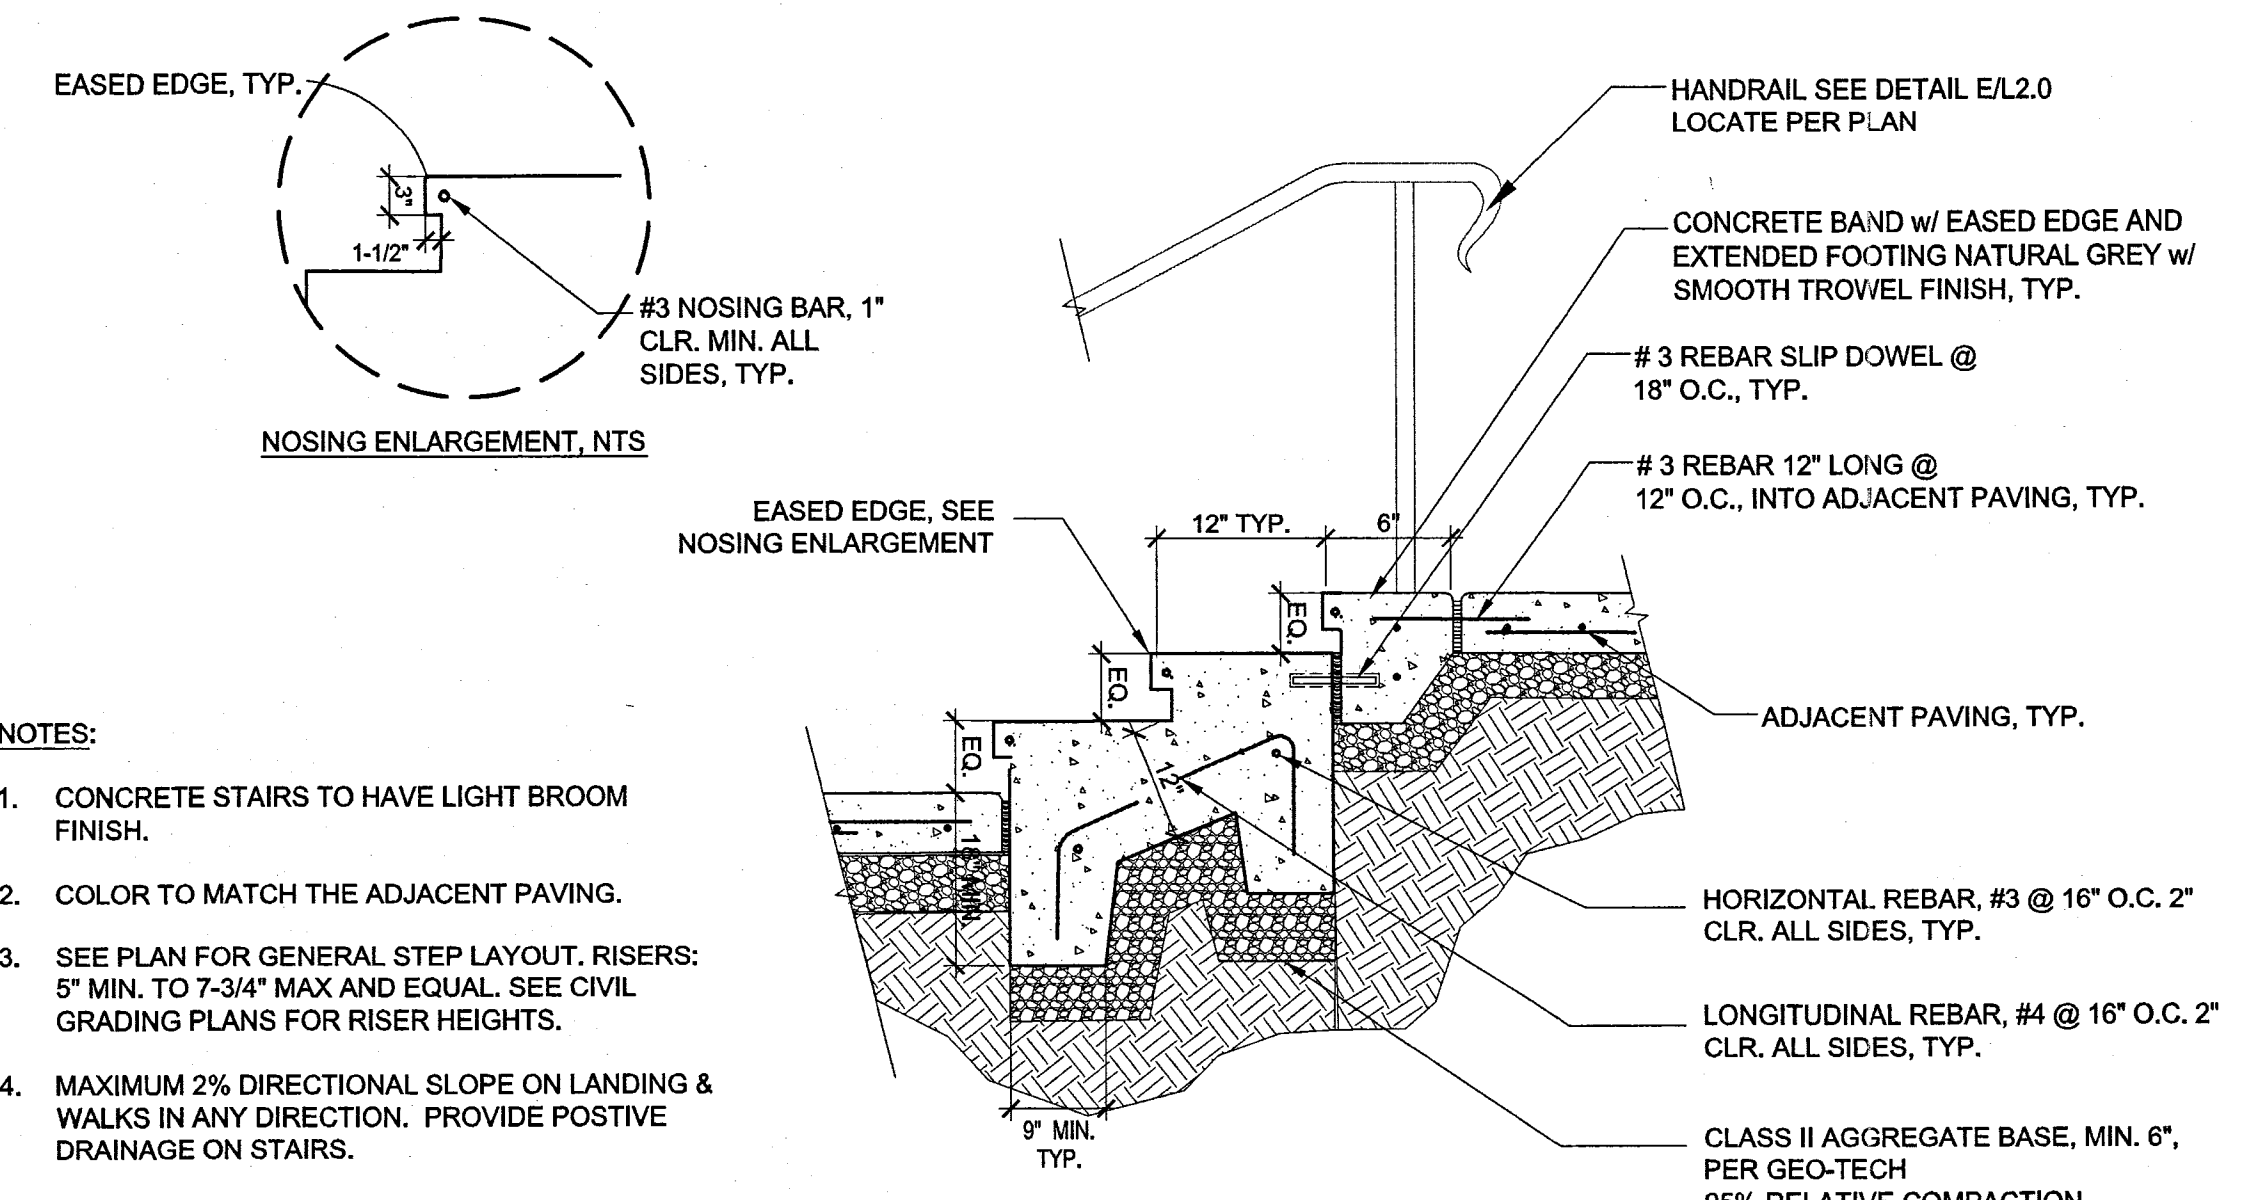 EASED EDGE, TYP.
3"
1-1/2"
#3 NOSING BAR, 1"
CLR. MIN. ALL
SIDES, TYP.
NOSING ENLARGEMENT, NTS
HANDRAIL SEE DETAIL E/L2.0
LOCATE PER PLAN
CONCRETE BAND w/ EASED EDGE AND
EXTENDED FOOTING NATURAL GREY w/
SMOOTH TROWEL FINISH, TYP.
# 3 REBAR SLIP DOWEL @
18" O.C., TYP.
# 3 REBAR 12" LONG @
12" O.C., INTO ADJACENT PAVING, TYP.
EASED EDGE, SEE
NOSING ENLARGEMENT
12" TYP.
6"
EQ.
EQ.
EQ.
12"
18" MIN.
9" MIN.
TYP.
ADJACENT PAVING, TYP.
HORIZONTAL REBAR, #3 @ 16" O.C. 2"
CLR. ALL SIDES, TYP.
LONGITUDINAL REBAR, #4 @ 16" O.C. 2"
CLR. ALL SIDES, TYP.
CLASS II AGGREGATE BASE, MIN. 6",
PER GEO-TECH
95% RELATIVE COMPACTION
NOTES:
1. CONCRETE STAIRS TO HAVE LIGHT BROOM
FINISH.
2. COLOR TO MATCH THE ADJACENT PAVING.
3. SEE PLAN FOR GENERAL STEP LAYOUT. RISERS:
5" MIN. TO 7-3/4" MAX AND EQUAL. SEE CIVIL
GRADING PLANS FOR RISER HEIGHTS.
4. MAXIMUM 2% DIRECTIONAL SLOPE ON LANDING &
WALKS IN ANY DIRECTION. PROVIDE POSTIVE
DRAINAGE ON STAIRS.